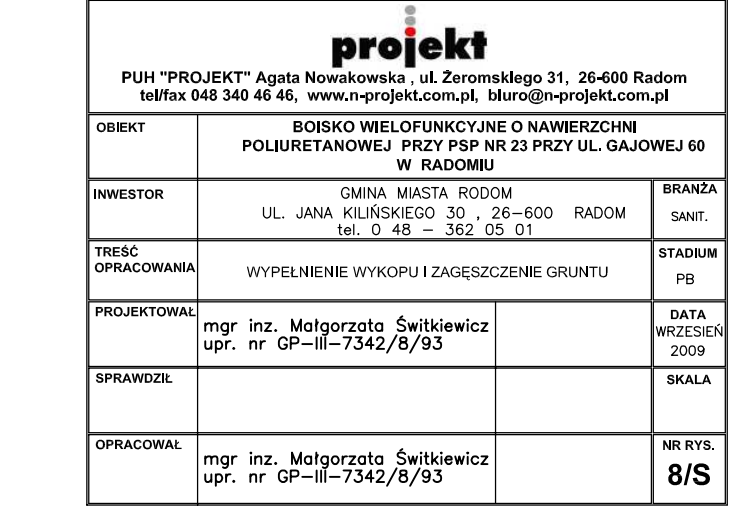 projekt
PUH "PROJEKT" Agata Nowakowska , ul. Żeromskiego 31, 26-600 Radom
tel/fax 048 340 46 46, www.n-projekt.com.pl, biuro@n-projekt.com.pl
OBIEKT
BOISKO WIELOFUNKCYJNE O NAWIERZCHNI
POLIURETANOWEJ PRZY PSP NR 23 PRZY UL. GAJOWEJ 60
W RADOMIU
INWESTOR
GMINA MIASTA RODOM
UL. JANA KILIŃSKIEGO 30 , 26-600 RADOM
tel. 0 48 - 362 05 01
BRANŻA
SANIT.
TREŚĆ
OPRACOWANIA
WYPEŁNIENIE WYKOPU I ZAGĘSZCZENIE GRUNTU
STADIUM
PB
PROJEKTOWAŁ
mgr inz. Małgorzata Świtkiewicz
upr. nr GP-III-7342/8/93
DATA
WRZESIEŃ
2009
SPRAWDZIŁ
SKALA
OPRACOWAŁ
mgr inz. Małgorzata Świtkiewicz
upr. nr GP-III-7342/8/93
NR RYS.
8/S